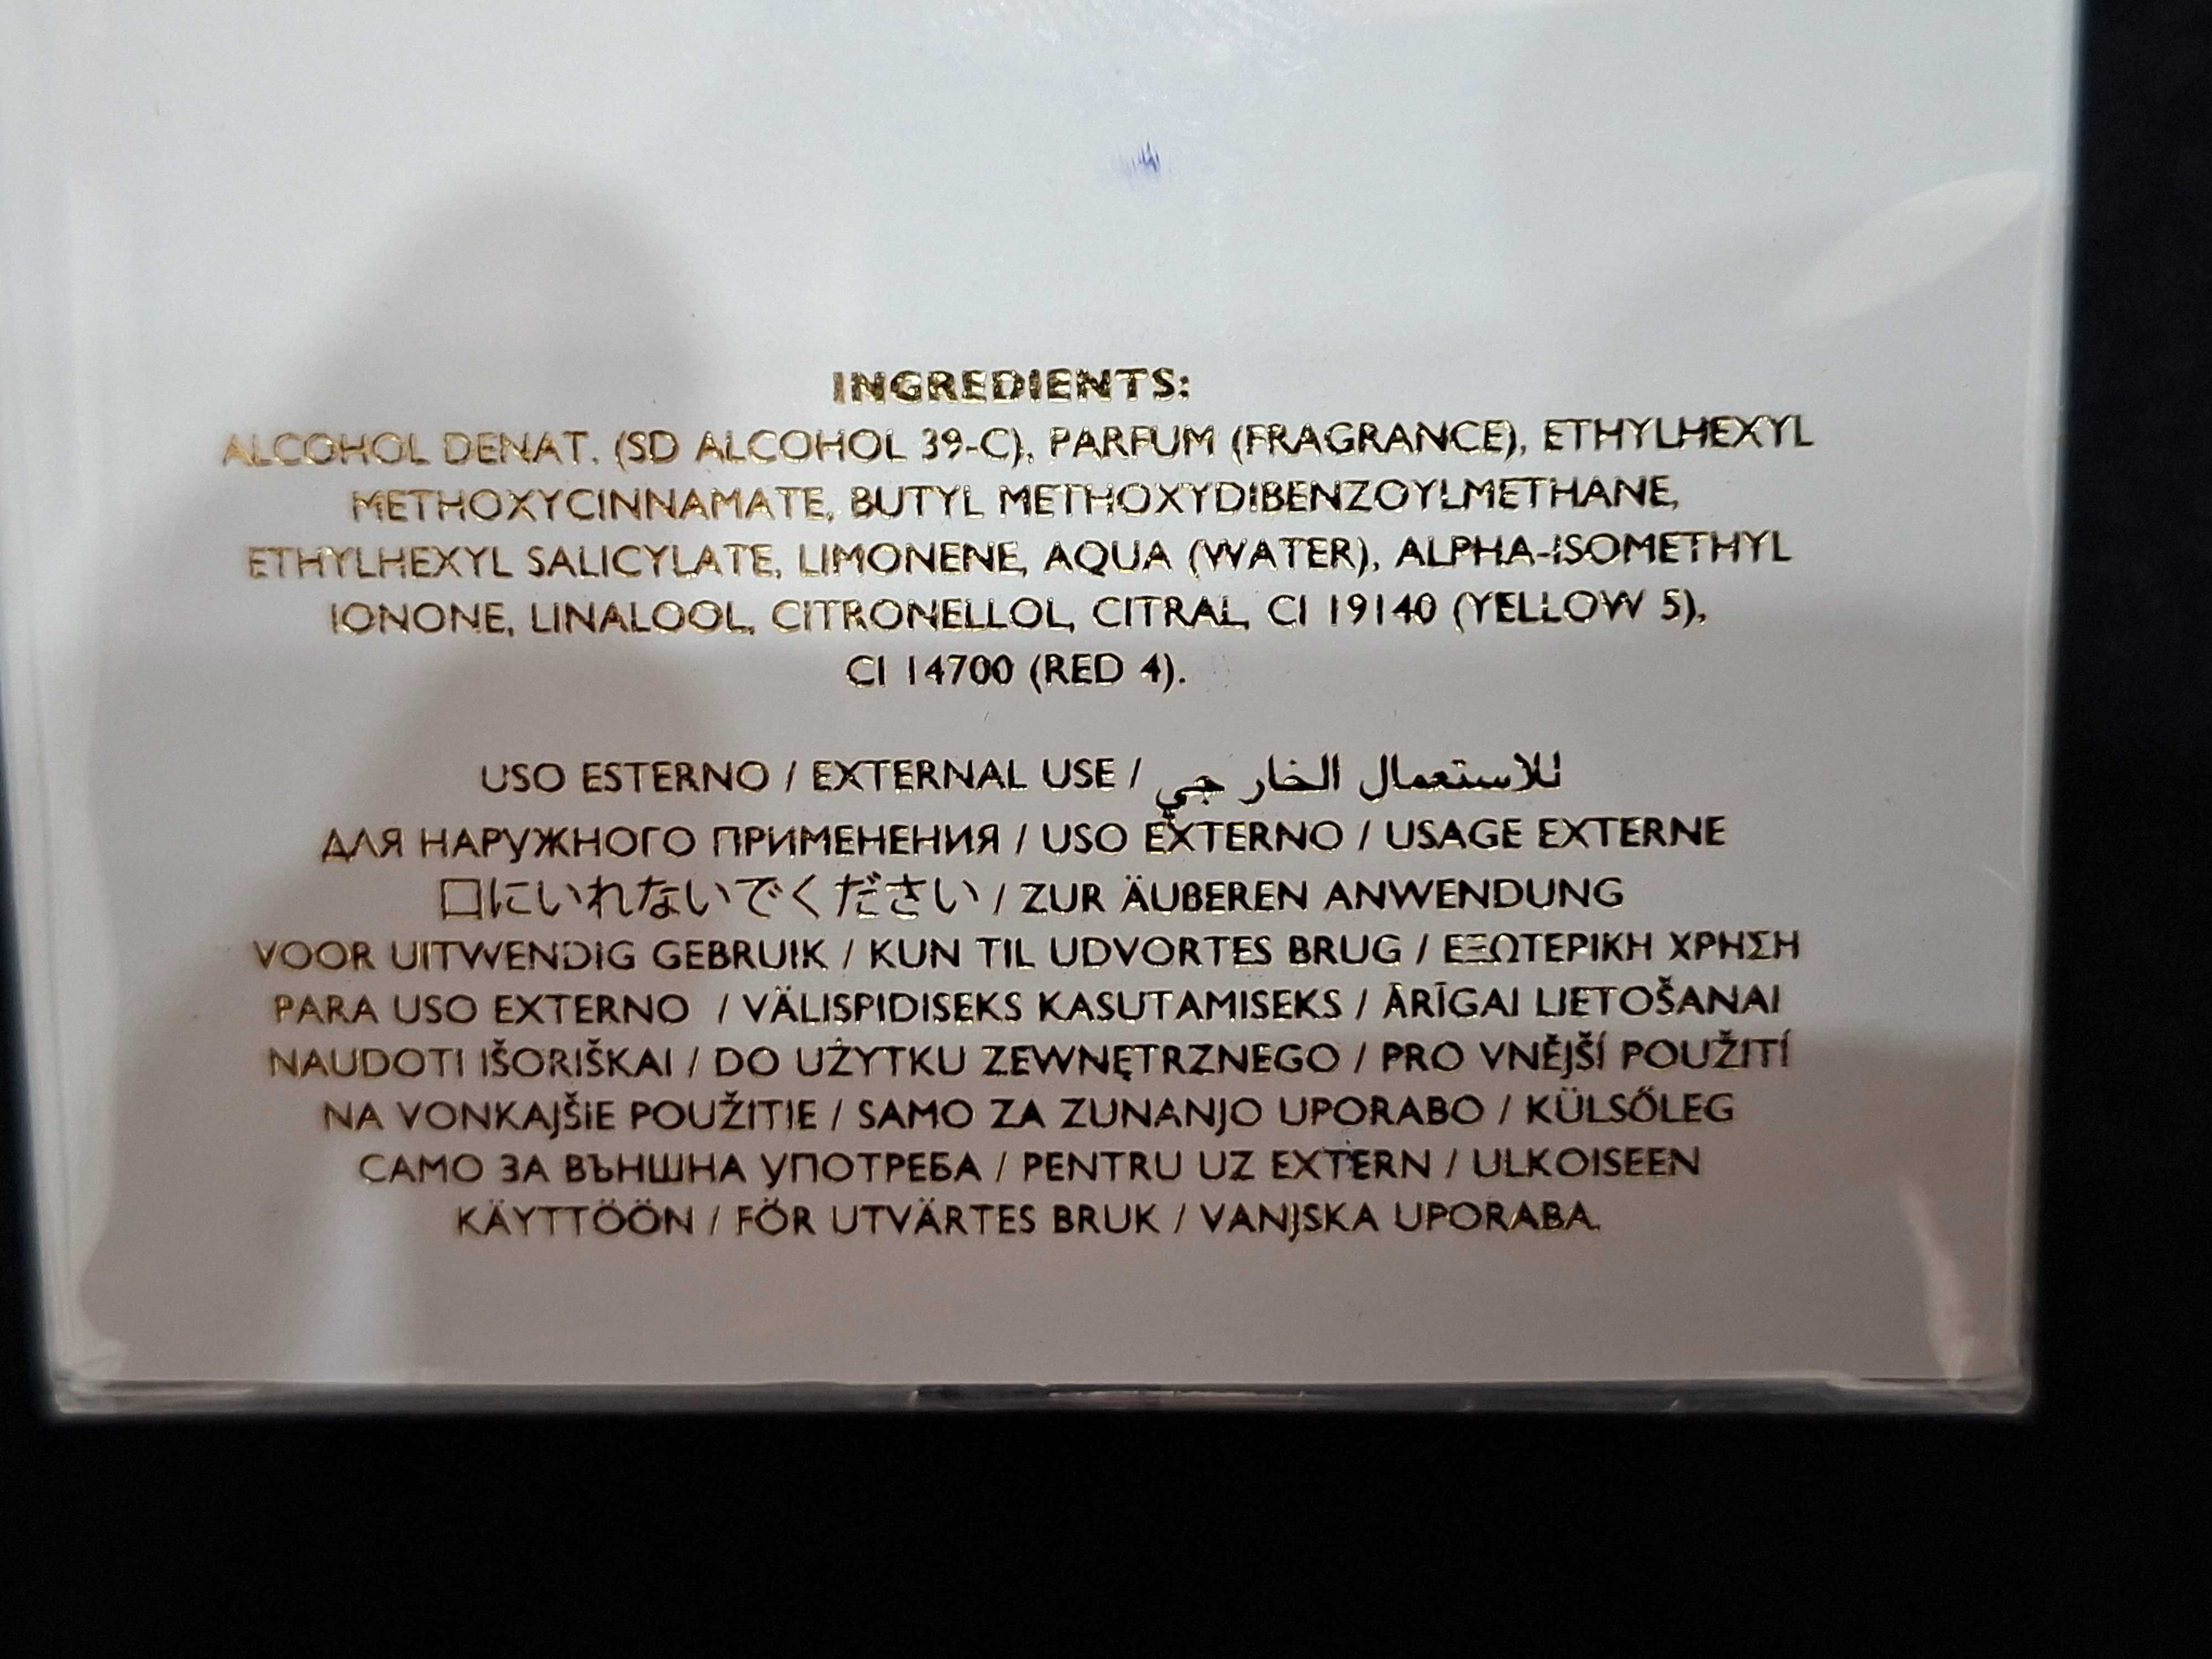 INGREDIENTS:
ALCOHOL DENAT. (SD ALCOHOL 39-C), PARFUM (FRAGRANCE), ETHYLHEXYL
METHOXYCINNAMATE, BUTYL METHOXYDIBENZOYLMETHANE,
ETHYLHEXYL SALICYLATE, LIMONENE, AQUA (WATER), ALPHA-ISOMETHYL
IONONE, LINALOOL, CITRONELLOL, CITRAL, CI 19140 (YELLOW 5),
CI 14700 (RED 4).
USO ESTERNO / EXTERNAL USE / للاستعمال الخار جي
ДЛЯ НАРУЖНОГО ПРИМЕНЕНИЯ / USO EXTERNO / USAGE EXTERNE
口にいれないでください / ZUR ÄUBEREN ANWENDUNG
VOOR UITWENDIG GEBRUIK / KUN TIL UDVORTES BRUG / ΕΞΩΤΕΡΙΚΗ ΧΡΗΣΗ
PARA USO EXTERNO / VÄLISPIDISEKS KASUTAMISEKS / ĀRĪGAI LIETOŠANAI
NAUDOTI IŠORIŠKAI / DO UŻYTKU ZEWNĘTRZNEGO / PRO VNĚJŠÍ POUŽITÍ
NA VONKAJŠIE POUŽITIE / SAMO ZA ZUNANJO UPORABO / KÜLSŐLEG
САМО ЗА ВЪНШНА УПОТРЕБА / PENTRU UZ EXTERN / ULKOISEEN
KÄYTTÖÖN / FÖR UTVÄRTES BRUK / VANJSKA UPORABA.